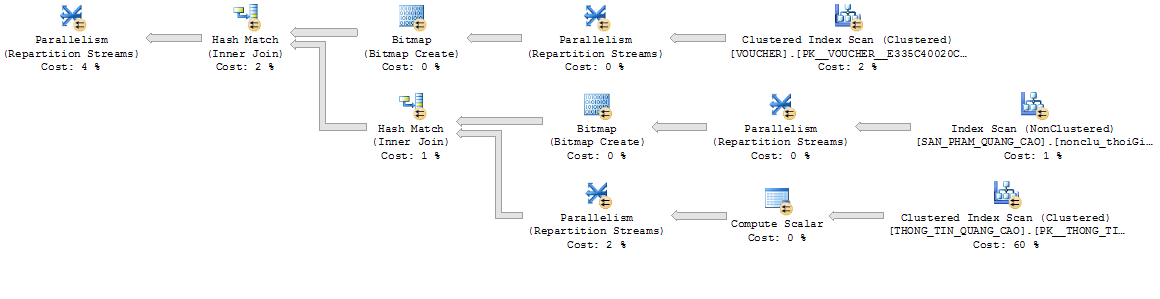 Parallelism
(Repartition Streams)
Cost: 4 %
Hash Match
(Inner Join)
Cost: 2 %
Bitmap
(Bitmap Create)
Cost: 0 %
Parallelism
(Repartition Streams)
Cost: 0 %
Clustered Index Scan (Clustered)
[VOUCHER].[PK__VOUCHER__E335C40020C…
Cost: 2 %
Hash Match
(Inner Join)
Cost: 1 %
Bitmap
(Bitmap Create)
Cost: 0 %
Parallelism
(Repartition Streams)
Cost: 0 %
Index Scan (NonClustered)
[SAN_PHAM_QUANG_CAO].[nonclu_thoiGi…
Cost: 1 %
Parallelism
(Repartition Streams)
Cost: 2 %
Compute Scalar
Cost: 0 %
Clustered Index Scan (Clustered)
[THONG_TIN_QUANG_CAO].[PK__THONG_TI…
Cost: 60 %